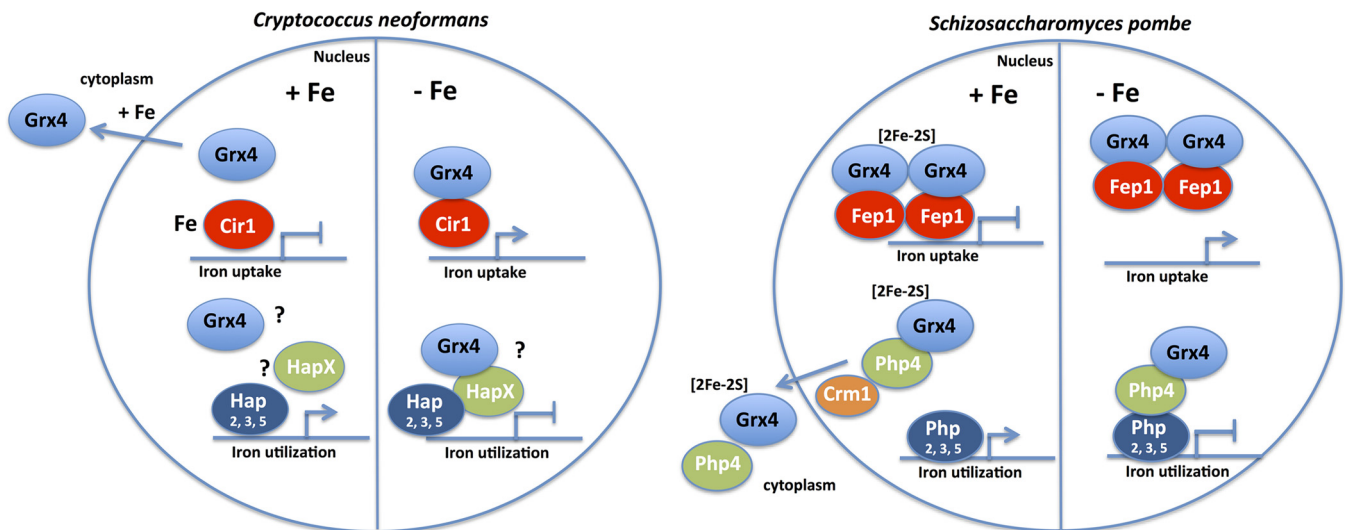 Cryptococcus neoformans
Nucleus
cytoplasm
+ Fe
Grx4
+ Fe
Grx4
Fe
Cir1
Iron uptake
Grx4
?
?
HapX
Hap
2, 3, 5
Iron utilization
- Fe
Grx4
Cir1
Iron uptake
Grx4
?
HapX
Hap
2, 3, 5
Iron utilization
Schizosaccharomyces pombe
Nucleus
+ Fe
[2Fe-2S]
Grx4
Grx4
Fep1
Fep1
Iron uptake
[2Fe-2S]
Grx4
Php4
Crm1
[2Fe-2S]
Grx4
Php4
cytoplasm
Php
2, 3, 5
Iron utilization
- Fe
Grx4
Grx4
Fep1
Fep1
Iron uptake
Grx4
Php4
Php
2, 3, 5
Iron utilization